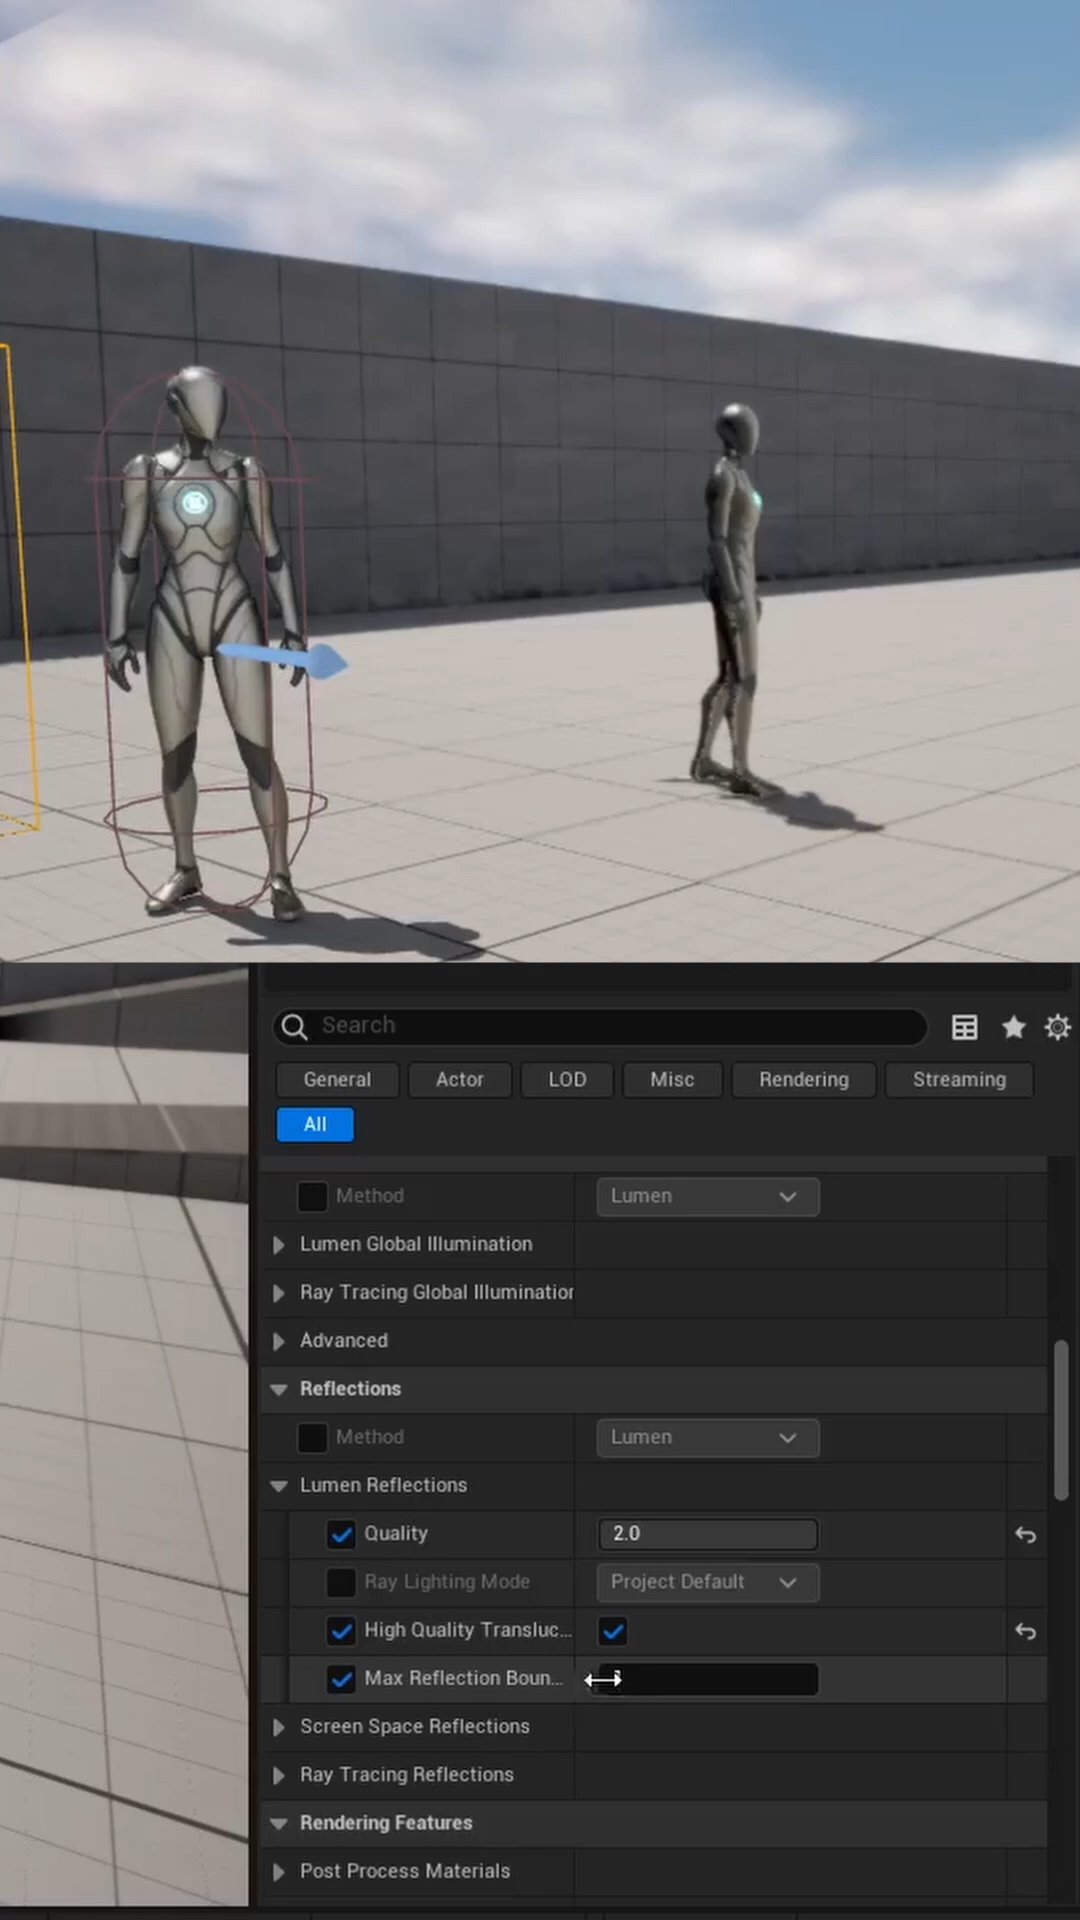 Search
General Actor LOD Misc Rendering Streaming
All
Method Lumen
Lumen Global Illumination
Ray Tracing Global Illumination
Advanced
Reflections
Method Lumen
Lumen Reflections
Quality 2.0
Ray Lighting Mode Project Default
High Quality Transluc...
Max Reflection Boun...
Screen Space Reflections
Ray Tracing Reflections
Rendering Features
Post Process Materials